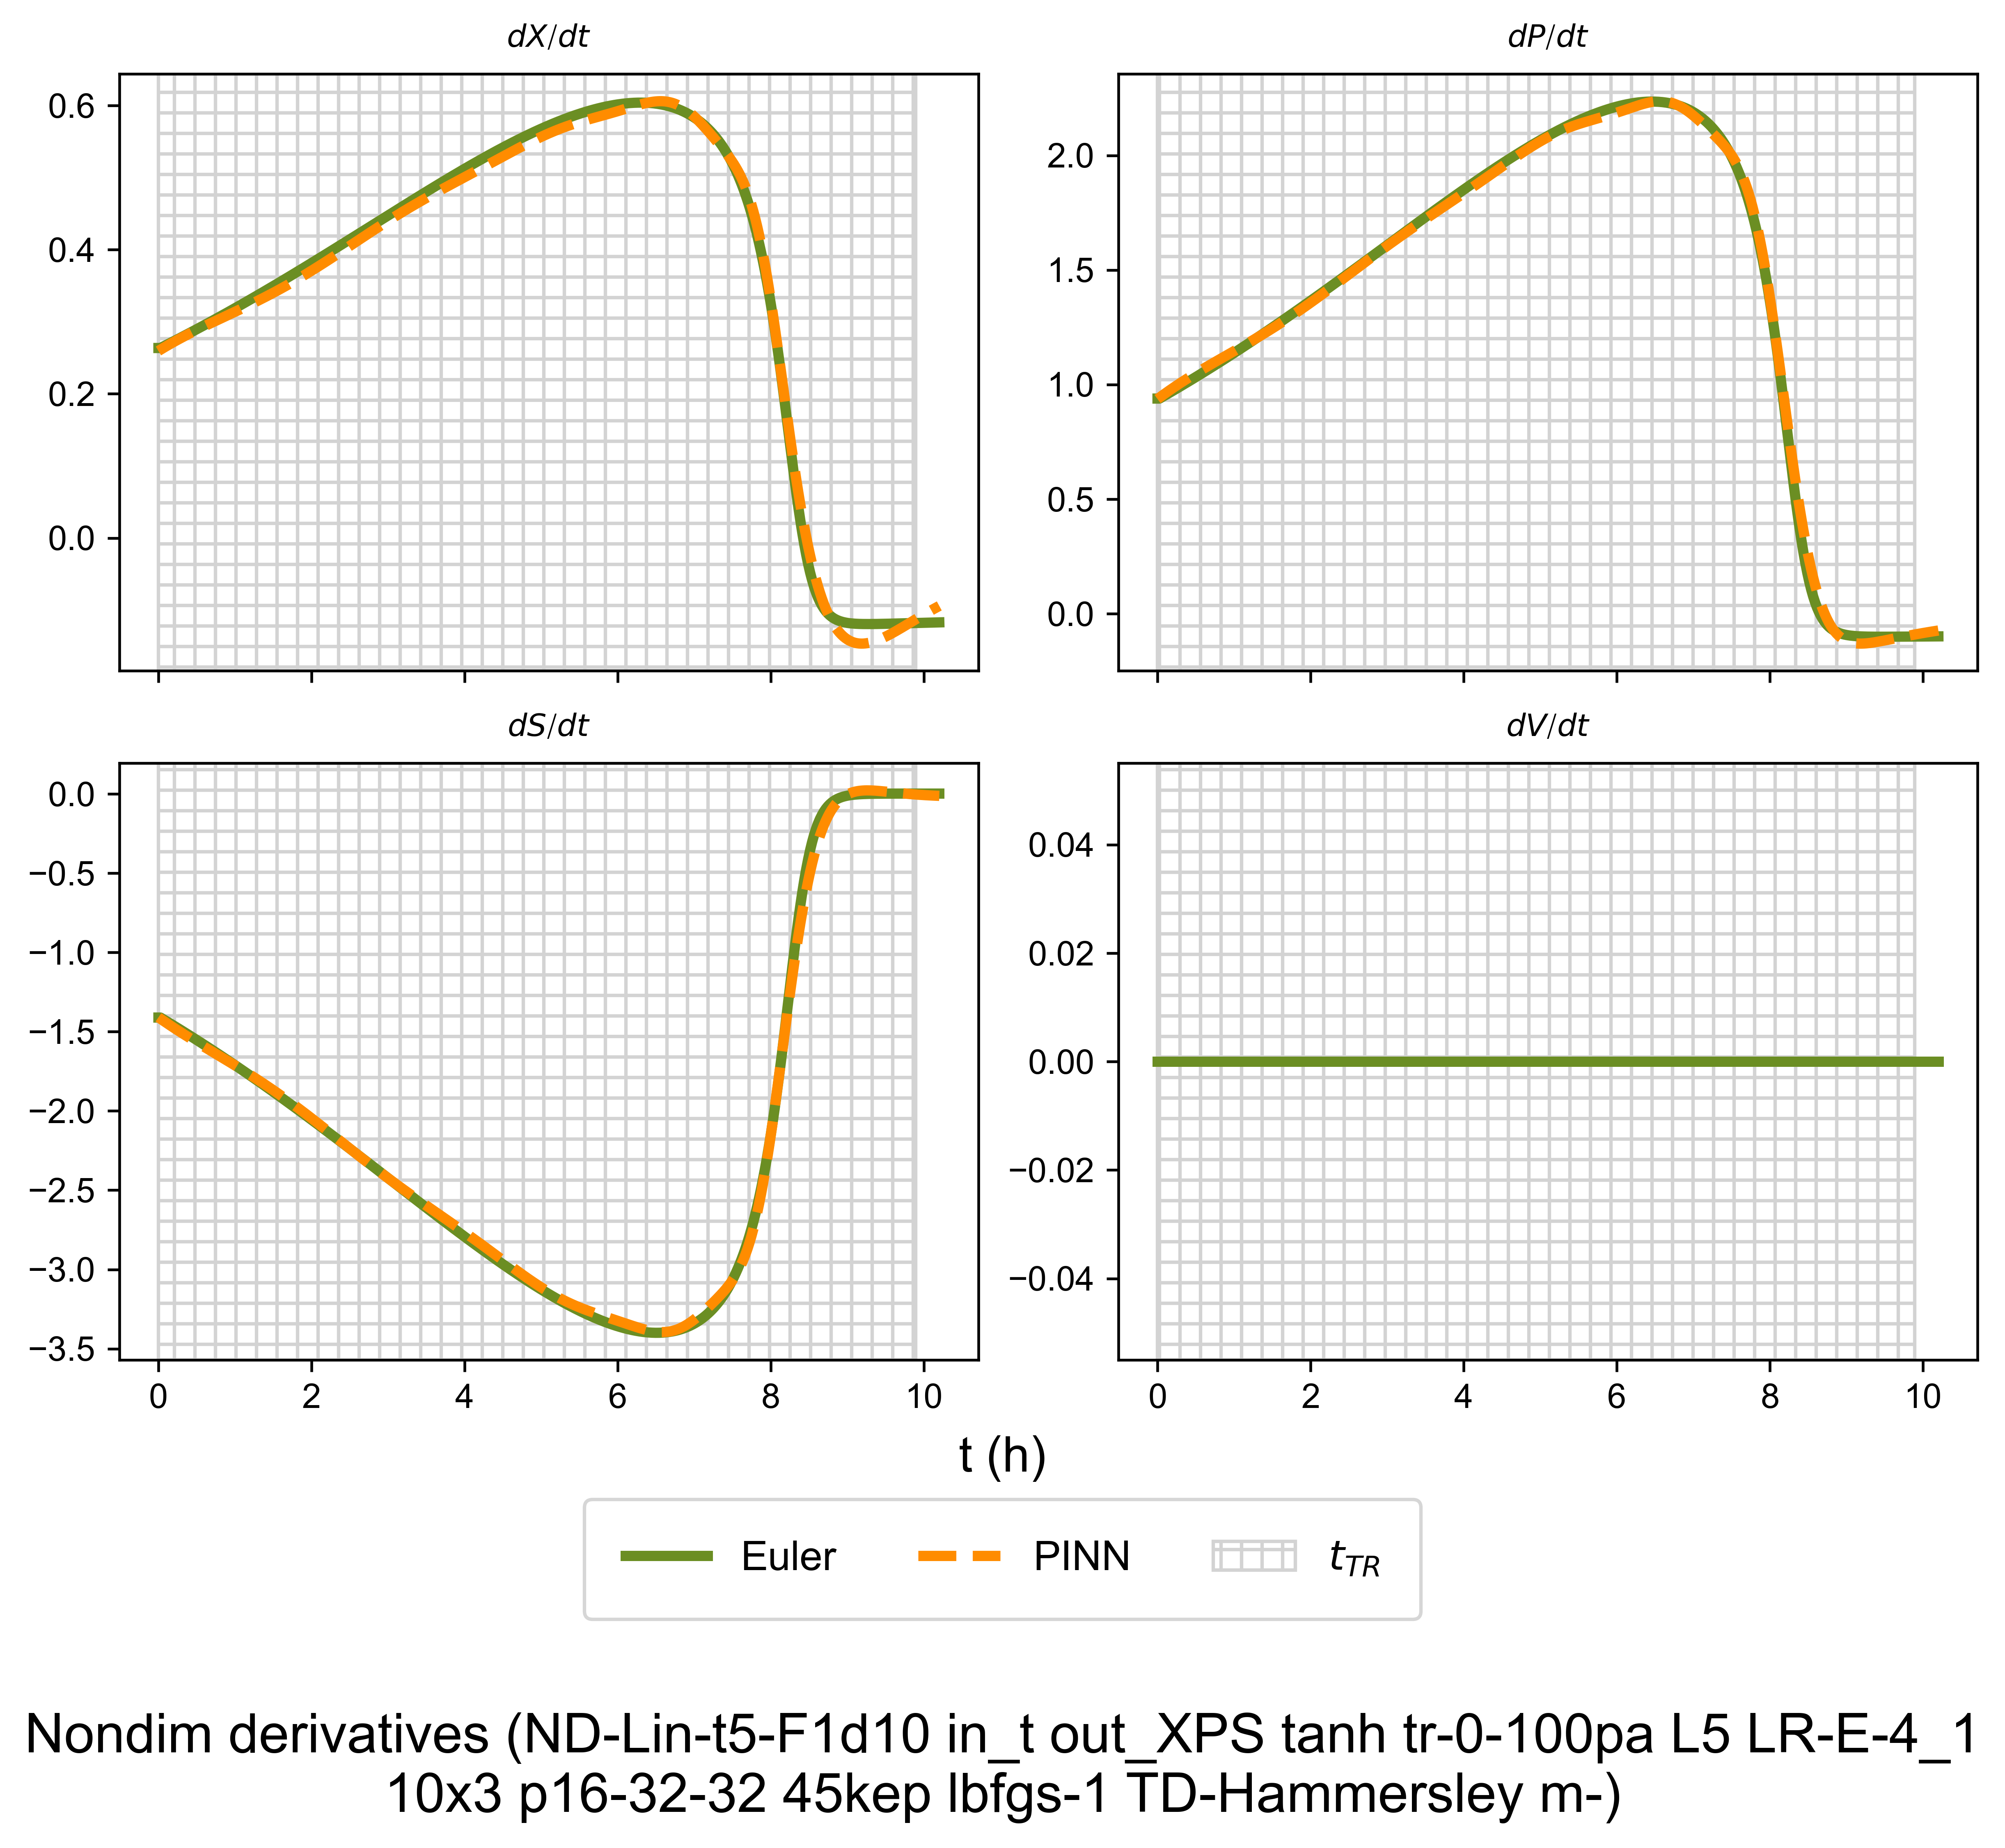 dX/dt
dP/dt
0.6
0.4
0.2
0.0
2.0
1.5
1.0
0.5
0.0
dS/dt
dV/dt
0.0
−0.5
−1.0
−1.5
−2.0
−2.5
−3.0
−3.5
0.04
0.02
0.00
−0.02
−0.04
0 2 4 6 8 10
0 2 4 6 8 10
t (h)
Euler PINN t_TR
Nondim derivatives (ND-Lin-t5-F1d10 in_t out_XPS tanh tr-0-100pa L5 LR-E-4_1
10x3 p16-32-32 45kep lbfgs-1 TD-Hammersley m-)